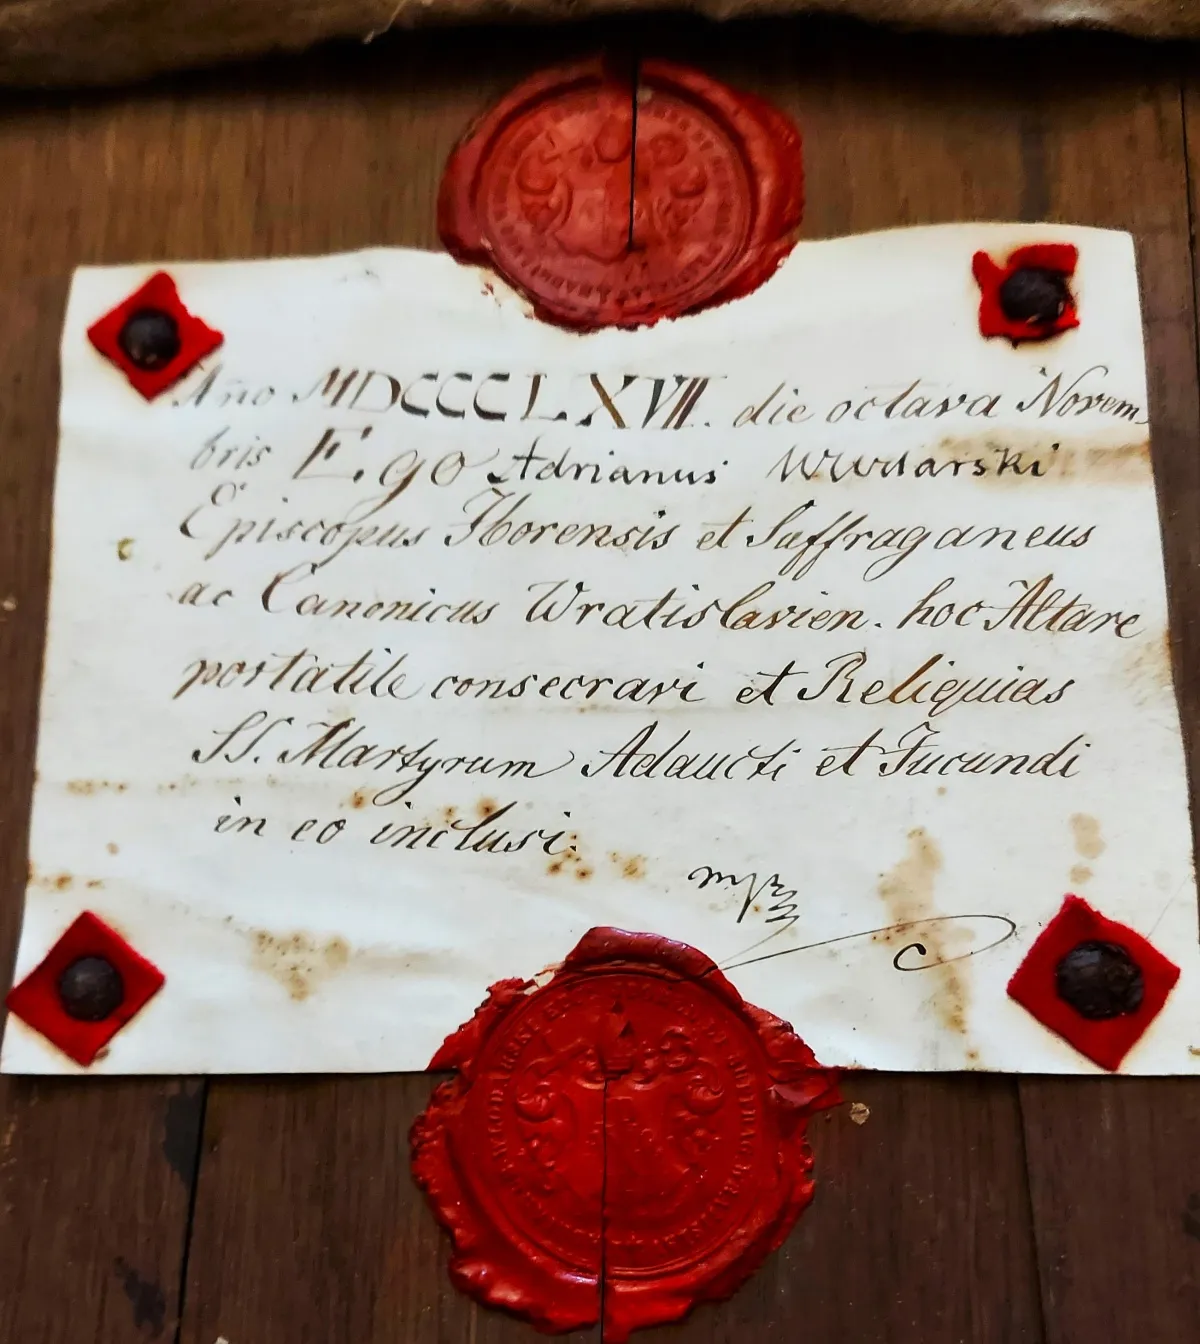 Año MDCCCLXVII. die octava Novem-
bris Ego Adrianus Wlodarski
Episcopus Iborensis et Suffraganeus
ac Canonicus Wratislavien. hoc Altare
portatile consecravi et Reliquias
SS. Martyrum Adaucti et Jucundi
in eo inclusi.